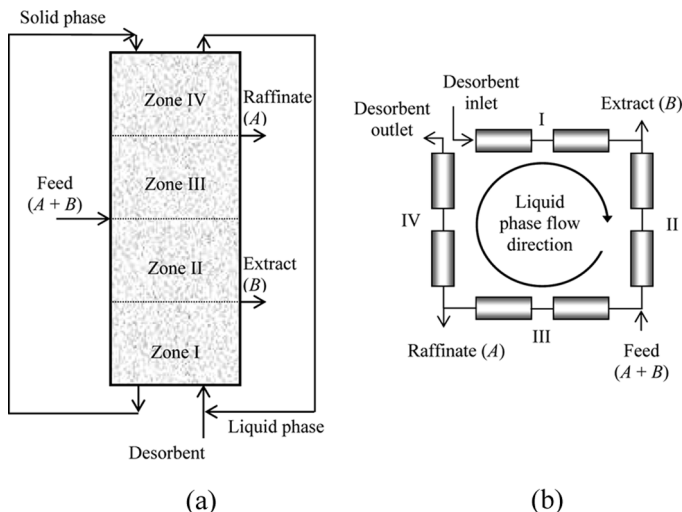 Solid phase
Zone IV
Raffinate
(A)
Zone III
Feed
(A + B)
Zone II
Extract
(B)
Zone I
Liquid phase
Desorbent
(a)
Desorbent
inlet
Desorbent
outlet
I
Extract (B)
IV
Liquid
phase flow
direction
II
III
Raffinate (A)
Feed
(A + B)
(b)